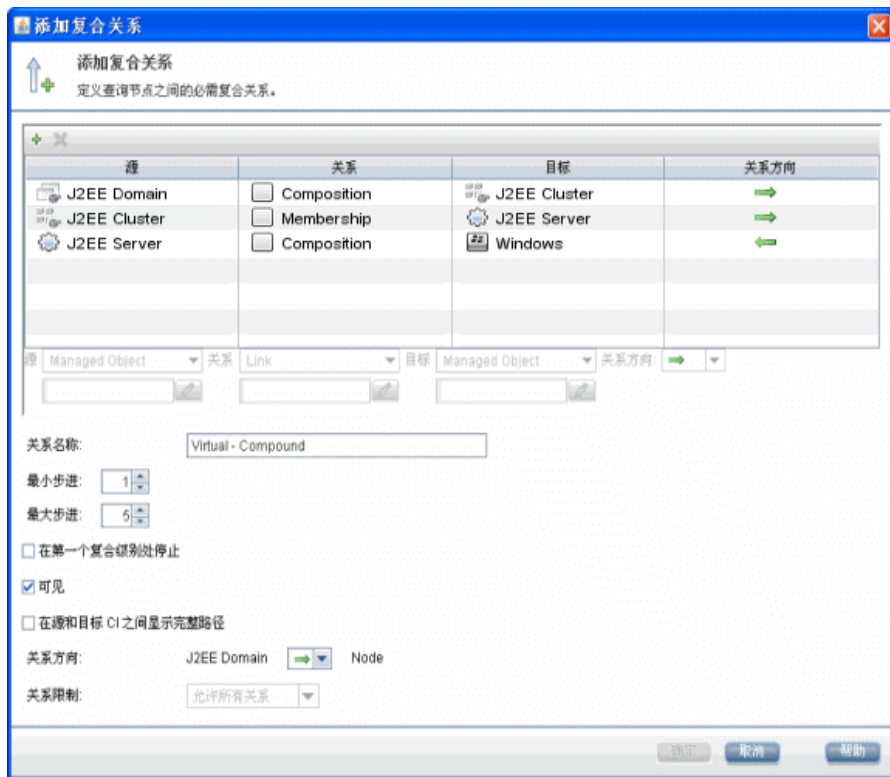 添加复合关系
添加复合关系
定义查询节点之间的必需复合关系。
源 关系 目标 关系方向
J2EE Domain Composition J2EE Cluster
J2EE Cluster Membership J2EE Server
J2EE Server Composition Windows
源 Managed Object 关系 Link 目标 Managed Object 关系方向:
关系名称: Virtual - Compound
最小步进: 1
最大步进: 5
在第一个复合级别处停止
可见
在源和目标 CI 之间显示完整路径
关系方向: J2EE Domain Node
关系限制: 允许所有关系
确定 取消 帮助